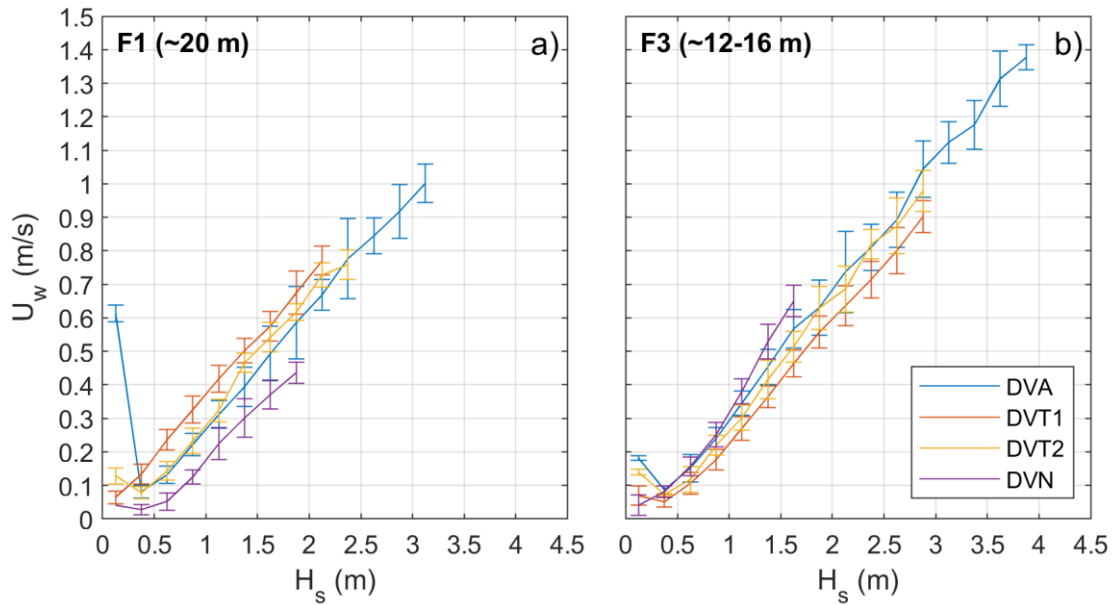 F1 (~20 m)
a)
1.5
1.4
1.3
1.2
1.1
1
0.9
0.8
0.7
0.6
0.5
0.4
0.3
0.2
0.1
0
U_w (m/s)
0 0.5 1 1.5 2 2.5 3 3.5 4 4.5
H_s (m)
F3 (~12-16 m)
b)
DVA
DVT1
DVT2
DVN
0 0.5 1 1.5 2 2.5 3 3.5 4 4.5
H_s (m)